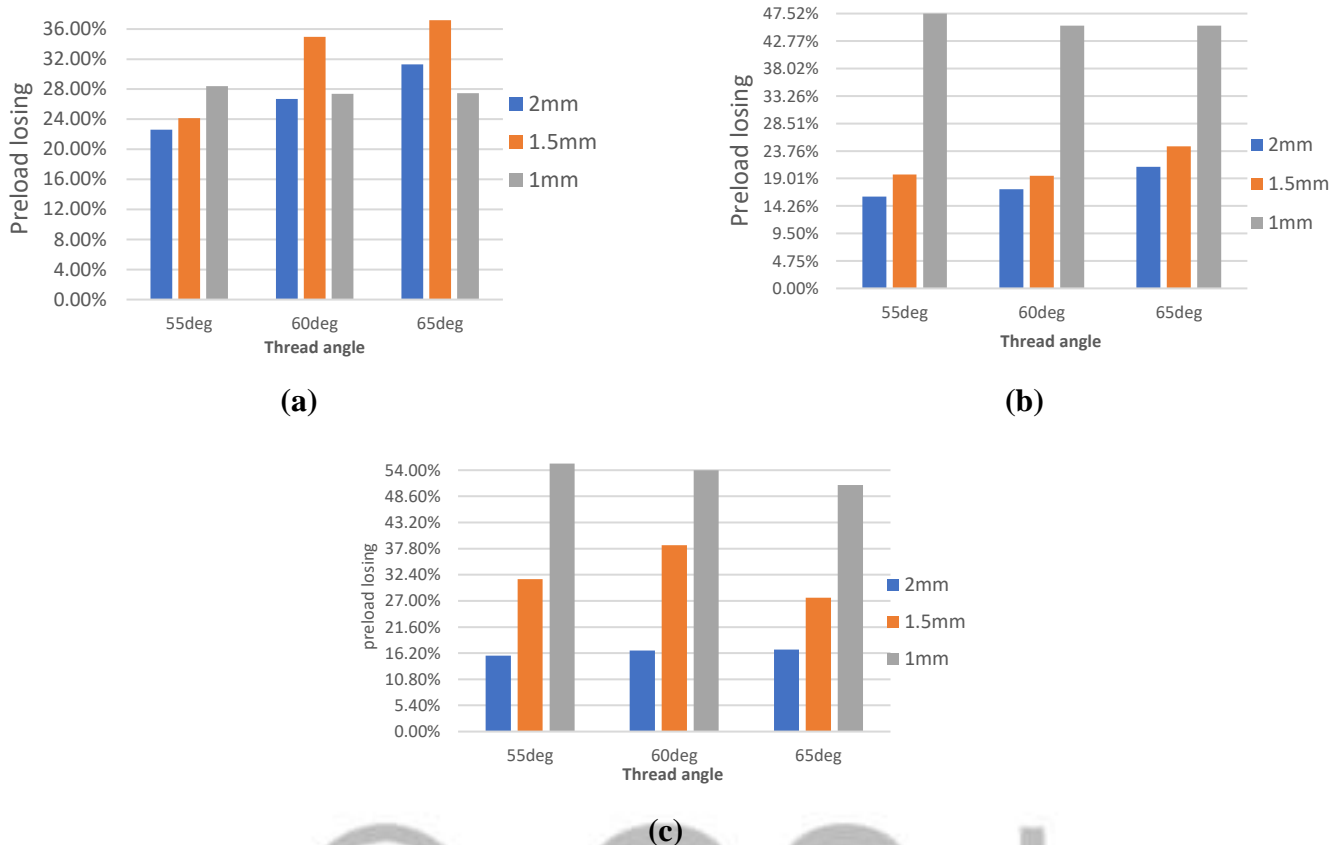 36.00%
32.00%
28.00%
24.00%
20.00%
16.00%
12.00%
8.00%
4.00%
0.00%
Preload losing
55deg
60deg
65deg
Thread angle
2mm
1.5mm
1mm
(a)
47.52%
42.77%
38.02%
33.26%
28.51%
23.76%
19.01%
14.26%
9.50%
4.75%
0.00%
Preload losing
55deg
60deg
65deg
Thread angle
2mm
1.5mm
1mm
(b)
54.00%
48.60%
43.20%
37.80%
32.40%
27.00%
21.60%
16.20%
10.80%
5.40%
0.00%
preload losing
55deg
60deg
65deg
Thread angle
2mm
1.5mm
1mm
(c)